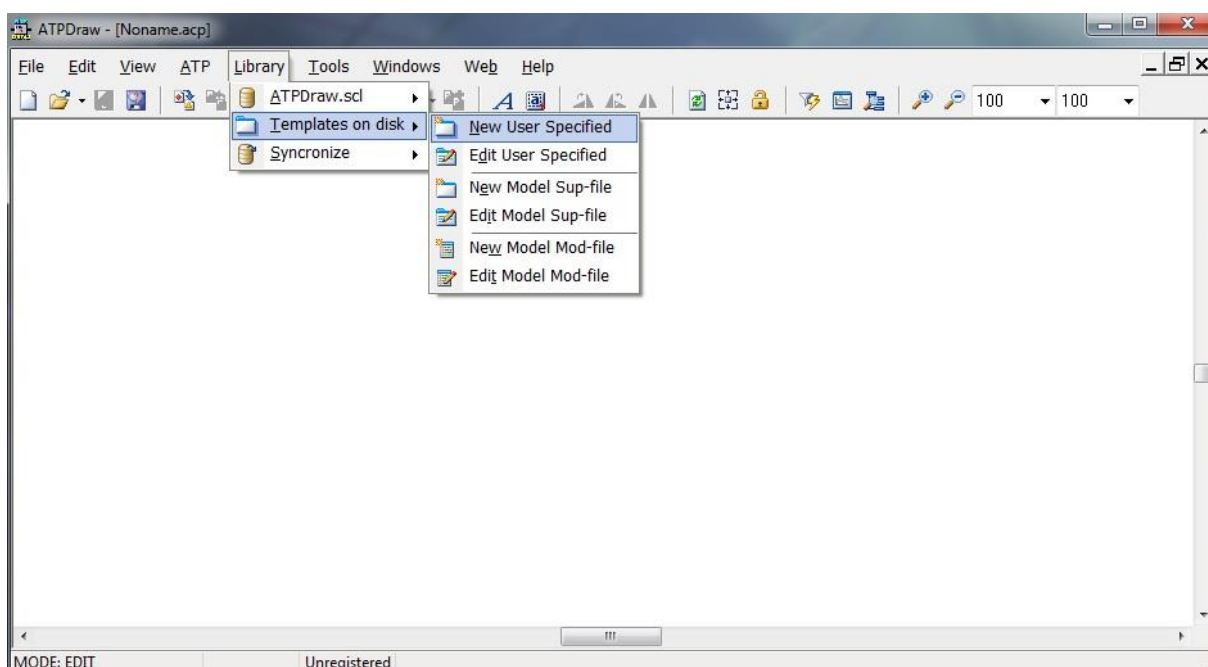 ATPDraw - [Noname.acp]
File Edit View ATP Library Tools Windows Web Help
100 100
ATPDraw.scl
Templates on disk
Syncronize
New User Specified
Edit User Specified
New Model Sup-file
Edit Model Sup-file
New Model Mod-file
Edit Model Mod-file
MODE: EDIT Unregistered